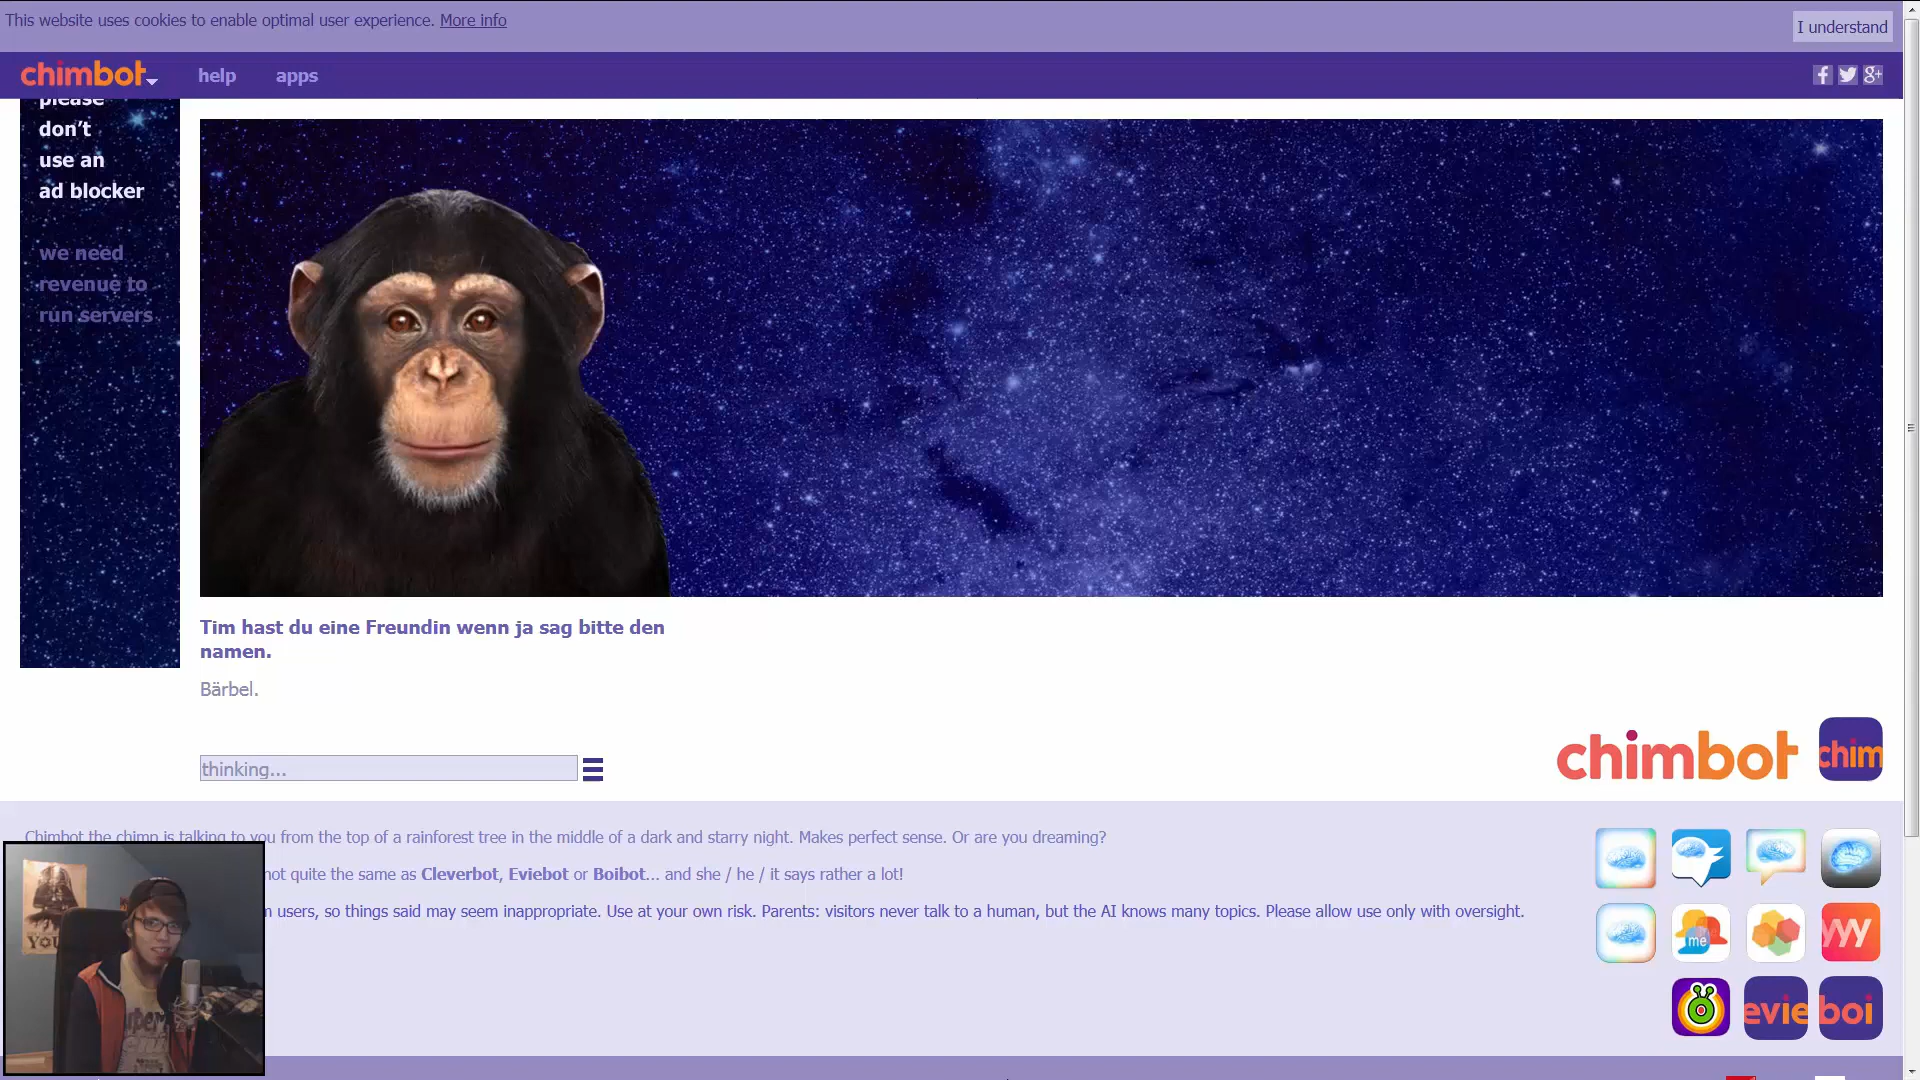 This website uses cookies to enable optimal user experience. More info
I understand
chimbot
help
apps
please
don't
use an
ad blocker
we need
revenue to
run servers
Tim hast du eine Freundin wenn ja sag bitte den
namen.
Bärbel.
thinking...
chimbot
chim
Chimbot the chimp is talking to you from the top of a rainforest tree in the middle of a dark and starry night. Makes perfect sense. Or are you dreaming?
not quite the same as Cleverbot, Eviebot or Boibot... and she / he / it says rather a lot!
users, so things said may seem inappropriate. Use at your own risk. Parents: visitors never talk to a human, but the AI knows many topics. Please allow use only with oversight.
me
yyy
evie
boi
YOU